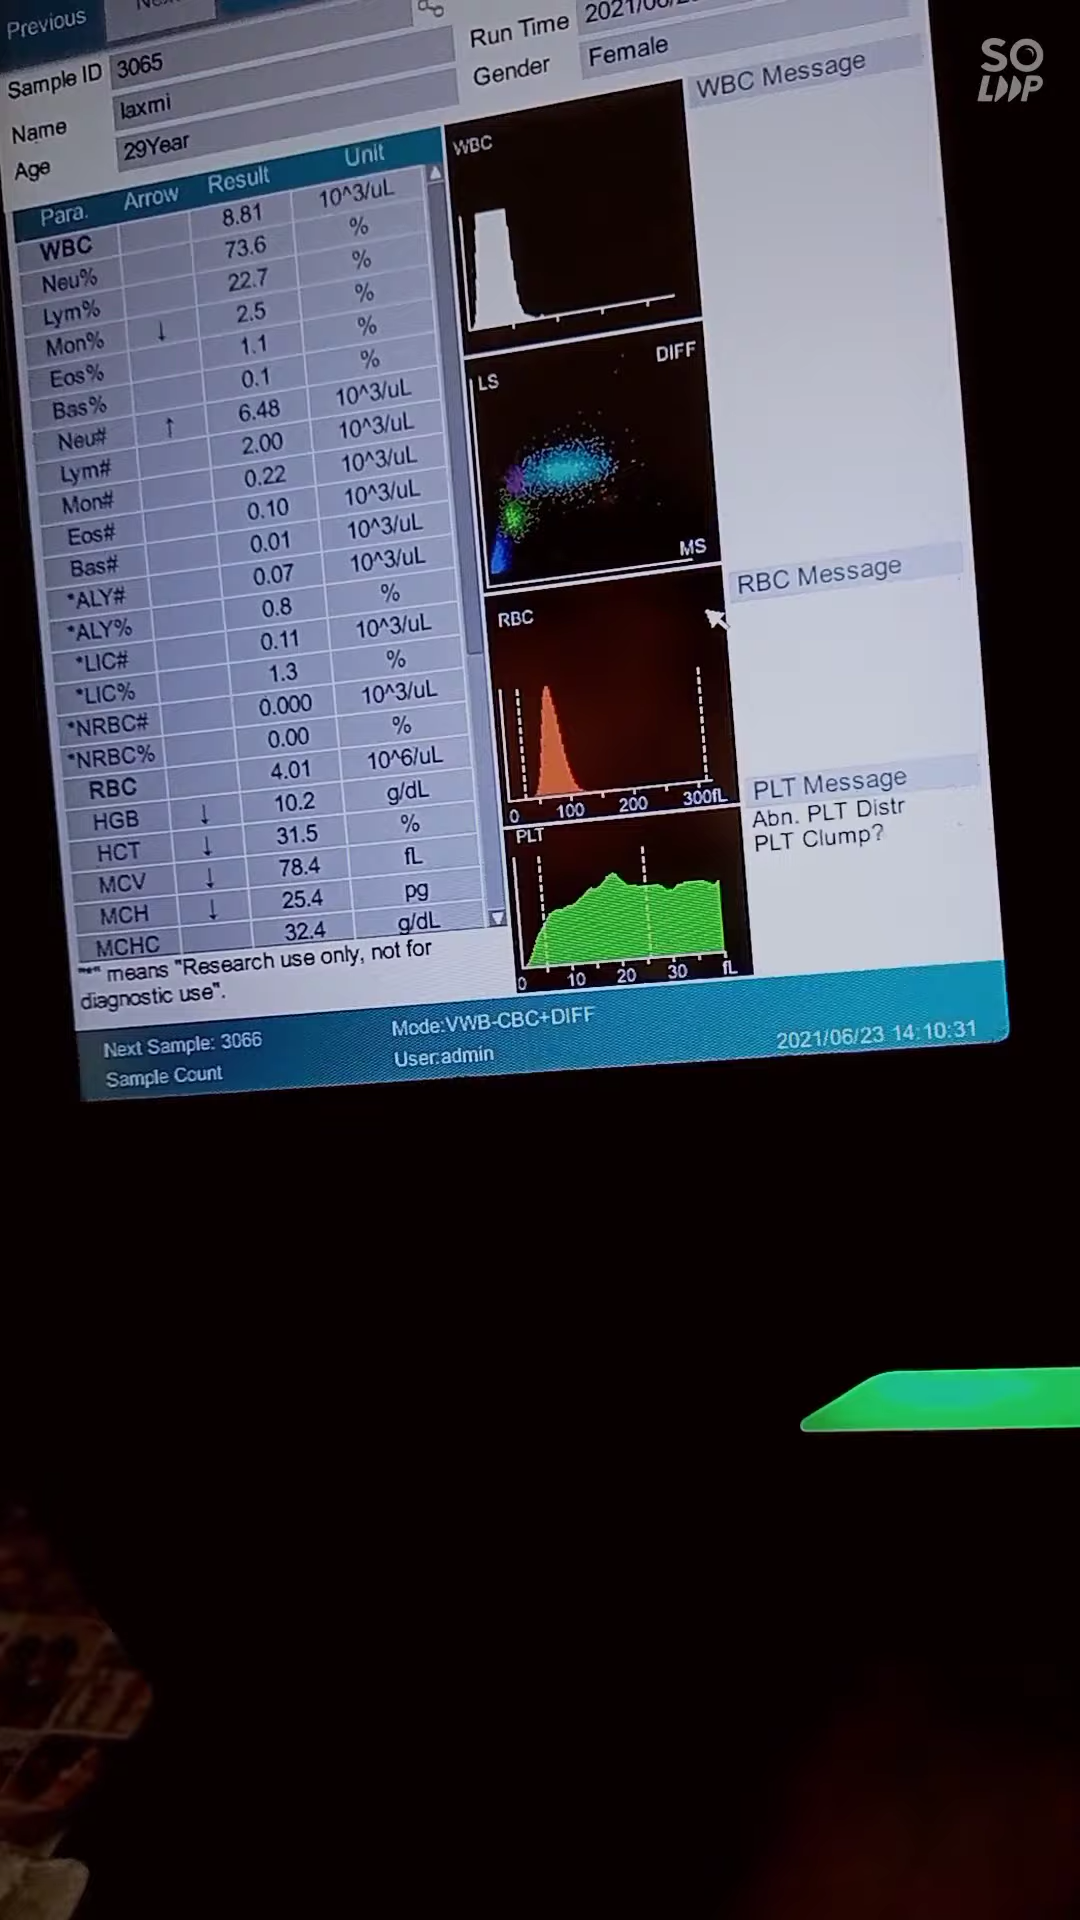 Previous
SO
LOOP
Sample ID 3065
Run Time
Name laxmi
Gender Female
Age 29Year
WBC Message
Para. Arrow Result Unit
WBC 8.81 10^3/uL
Neu% 73.6 %
Lym% 22.7 %
Mon% ↓ 2.5 %
Eos% 1.1 %
Bas% 0.1 %
Neu# ↑ 6.48 10^3/uL
Lym# 2.00 10^3/uL
Mon# 0.22 10^3/uL
Eos# 0.10 10^3/uL
Bas# 0.01 10^3/uL
*ALY# 0.07 10^3/uL
*ALY% 0.8 %
*LIC# 0.11 10^3/uL
*LIC% 1.3 %
*NRBC# 0.000 10^3/uL
*NRBC% 0.00 %
RBC 4.01 10^6/uL
HGB ↓ 10.2 g/dL
HCT ↓ 31.5 %
MCV ↓ 78.4 fL
MCH ↓ 25.4 pg
MCHC 32.4 g/dL
"*" means "Research use only, not for
diagnostic use".
WBC
DIFF
LS
MS
RBC
0 100 200 300fL
PLT
0 10 20 30 fL
RBC Message
PLT Message
Abn. PLT Distr
PLT Clump?
Next Sample: 3066
Mode:VWB-CBC+DIFF
Sample Count
User:admin
2021/06/23 14:10:31